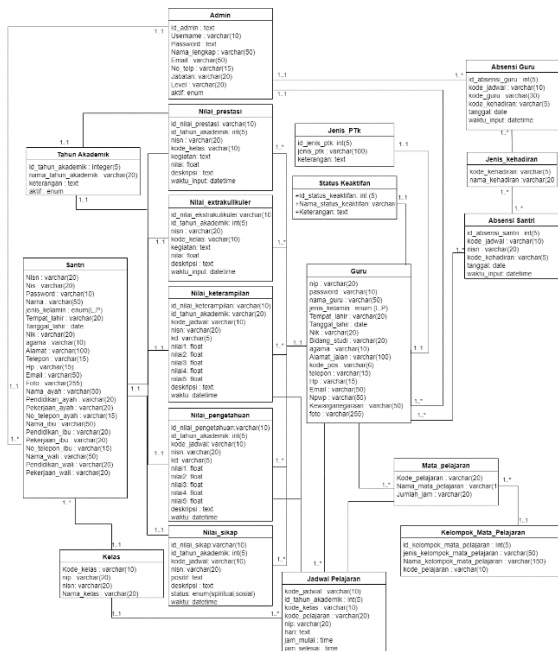 Admin
id_admin : text
Username : varchar(10)
Password : text
Nama_lengkap : varchar(50)
Email : varchar(50)
No_telp : varchar(15)
Jabatan: varchar(20)
Level : varchar(20)
aktif : enum
Absensi Guru
id_absensi_guru : int(5)
kode_jadwal : varchar(10)
kode_guru : varchar(30)
kode_kehadiran : varchar(5)
tanggal: date
waktu_input : datetime
Nilai_prestasi
id_nilai_prestasi: varchar(10)
id_tahun_akademik: int(5)
nisn : varchar(20)
kode_kelas : varchar(10)
kegiatan : text
nilai: float
deskripsi : text
waktu_input: datetime
Jenis_PTk
id_jenis_ptk: int(5)
jenis_ptk : varchar(100)
keterangan: text
Tahun Akademik
id_tahun_akademik : integer(5)
nama_tahun_akademik : varchar(20)
keterangan : text
aktif : enum
Jenis_kehadiran
kode_kehadiran : varchar(5)
nama_kehadiran : varchar(20
Status Keaktifan
+Id_status_keaktifan: int (5)
+Nama_status_keaktifan: varchan
+Keterangan: text
Nilai_extrakulikuler
id_nilai_ekstrakulikuler : varchar(10
id_tahun_akademik : int(5)
nisn : varchar(20)
kode_kelas: varchar(10)
kegiatan: text
nilai: float
deskripsi : text
waktu_input: datetime
Absensi Santri
id_absensi_santri : int(5)
kode_jadwal : varchar(10)
nisn : varchar(20)
kode_kehadiran : varchar(5)
tanggal: date
waktu_input : datetime
Santri
Nisn : varchar(20)
Nis : varchar(20)
Password : varchar(10)
Nama : varchar(50)
jenis_kelamin : enum(L,P)
Tempat_lahir : varchar(20)
Tanggal_lahir : date
Nik : varchar(20)
agama : varchar(10)
Alamat : varchar(100)
Telepon : varchar(15)
Hp : varchar(15)
Email : varchar(50)
Foto : varchar(255)
Nama_ayah : varchar(50)
Pendidikan_ayah : varchar(20)
Pekerjaan_ayah : varchar(20)
No_telepon_ayah : varchar(15)
Nama_ibu : varchar(50)
Pendidikan_ibu : varchar(20)
Pekerjaan_ibu : varchar(20)
No_telepon_ibu : varchar(15)
Nama_wali : varchar(50)
Pendidikan_wali : varchar(20)
Pekerjaan_wali : varchar(20)
Guru
nip : varchar(20)
password : varchar(10)
nama_guru : varchar(50)
jenis_kelamin : enum (L,P)
Tempat_lahir : varchar(20)
Tanggal_lahir : date
Nik : varchar(20)
Bidang_studi : varchar(20)
agama : varchar(10)
Alamat_jalan : varchar(100)
kode_pos : varchar(6)
telepon : varchar(15)
Hp : varchar(15)
Email : varchar(50)
Npwp : varchar(50)
Kewarganegaraan : varchar(50)
foto : varchar(255)
Nilai_keterampilan
id_nilai_keterampilan : varchar(10)
id_tahun_akademik: varchar(20)
kode_jadwal: varchar(10)
nisn: varchar(20)
kd : varchar(5)
nilai1: float
nilai2: float
nilai3: float
nilai4: float
nilai5: float
deskripsi: text
waktu : datetime
Nilai_pengetahuan
id_nilai_pengetahuan:varchar(10)
id_tahun_akademik : int(5)
kode_jadwal: varchar(10)
nisn: varchar(20)
kd : varchar(5)
nilai1: float
nilai2: float
nilai3: float
nilai4: float
nilai5: float
deskripsi : text
waktu: datetime
Mata_pelajaran
Kode_pelajaran : varchar(20)
Nama_mata_pelajaran : varchar(1
Jumlah_jam : varchar(20)
Nilai_sikap
id_nilai_sikap:varchar(10)
id_tahun_akademik : int(5)
kode_jadwal : varchar(10)
nisn: varchar(20)
positif : text
deskripsi : text
status : enum(spiritual,sosial)
waktu: datetime
Kelompok_Mata_Pelajaran
id_kelompok_mata_pelajaran : int(5)
jenis_kelompok_mata_pelajaran : varchar(50)
Nama_kelompok_mata_pelajaran : varchar(150)
kode_pelajaran : varchar(10)
Kelas
Kode_kelas : varchar(10)
nip : varchar(20)
nisn : varchar(20)
Nama_kelas : varchar(20)
Jadwal Pelajaran
kode_jadwal : varchar(10)
id_tahun_akademik : int(5)
kode_kelas : varchar(10)
kode_pelajaran : varchar(20)
nip: varchar(20)
hari: text
jam_mulai : time
jam_selesai : time